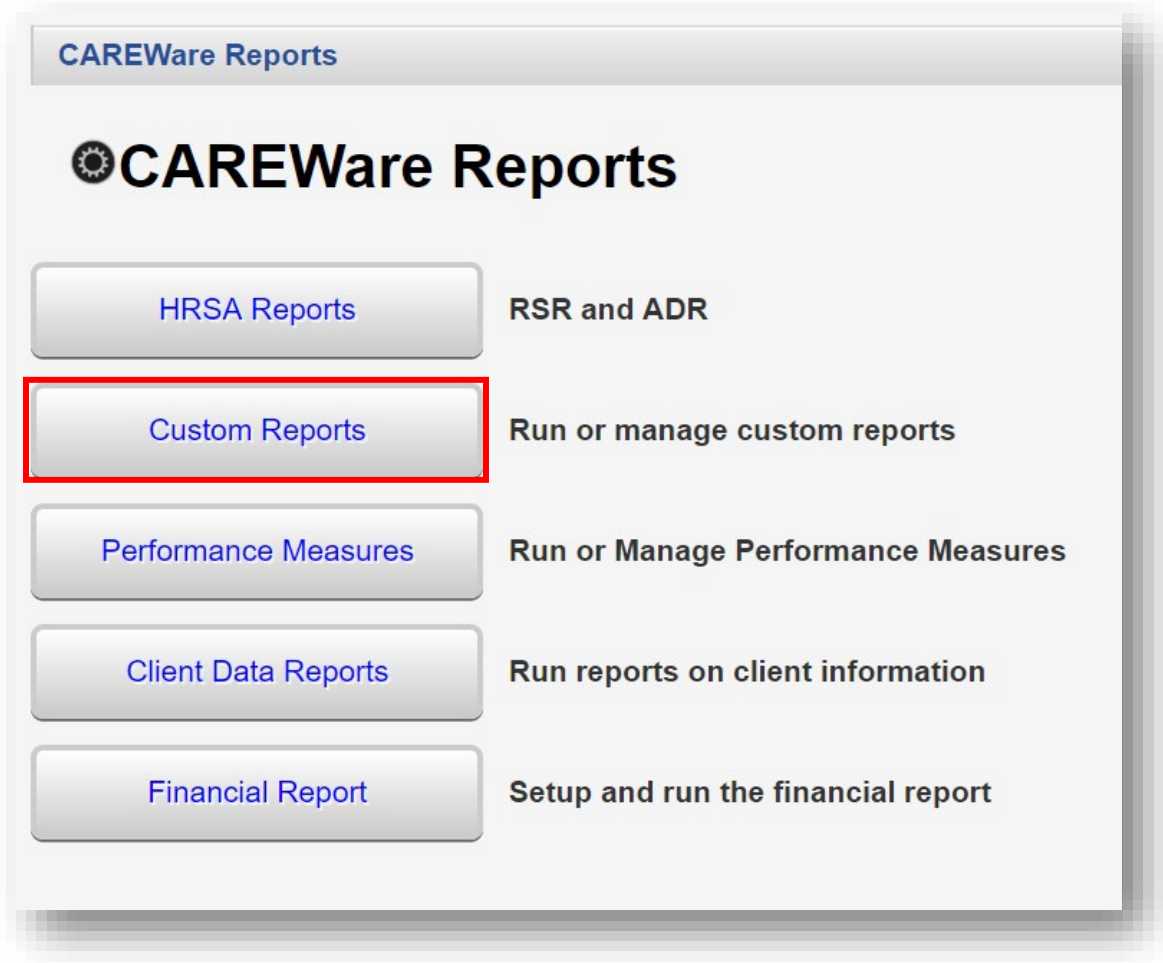 CAREWare Reports
CAREWare Reports
HRSA Reports RSR and ADR
Custom Reports Run or manage custom reports
Performance Measures Run or Manage Performance Measures
Client Data Reports Run reports on client information
Financial Report Setup and run the financial report